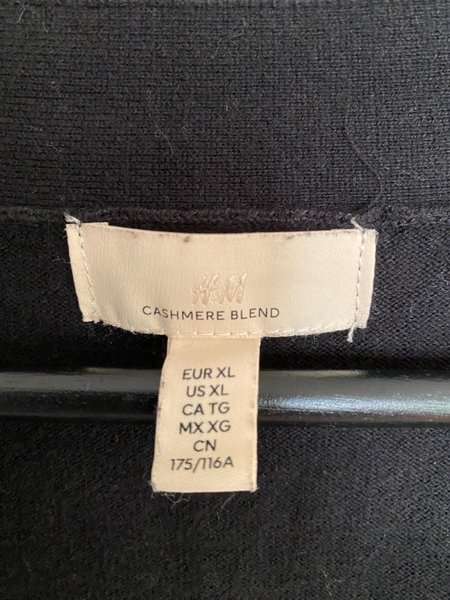 H&M
CASHMERE BLEND
EUR XL
US XL
CA TG
MX XG
CN
175/116A